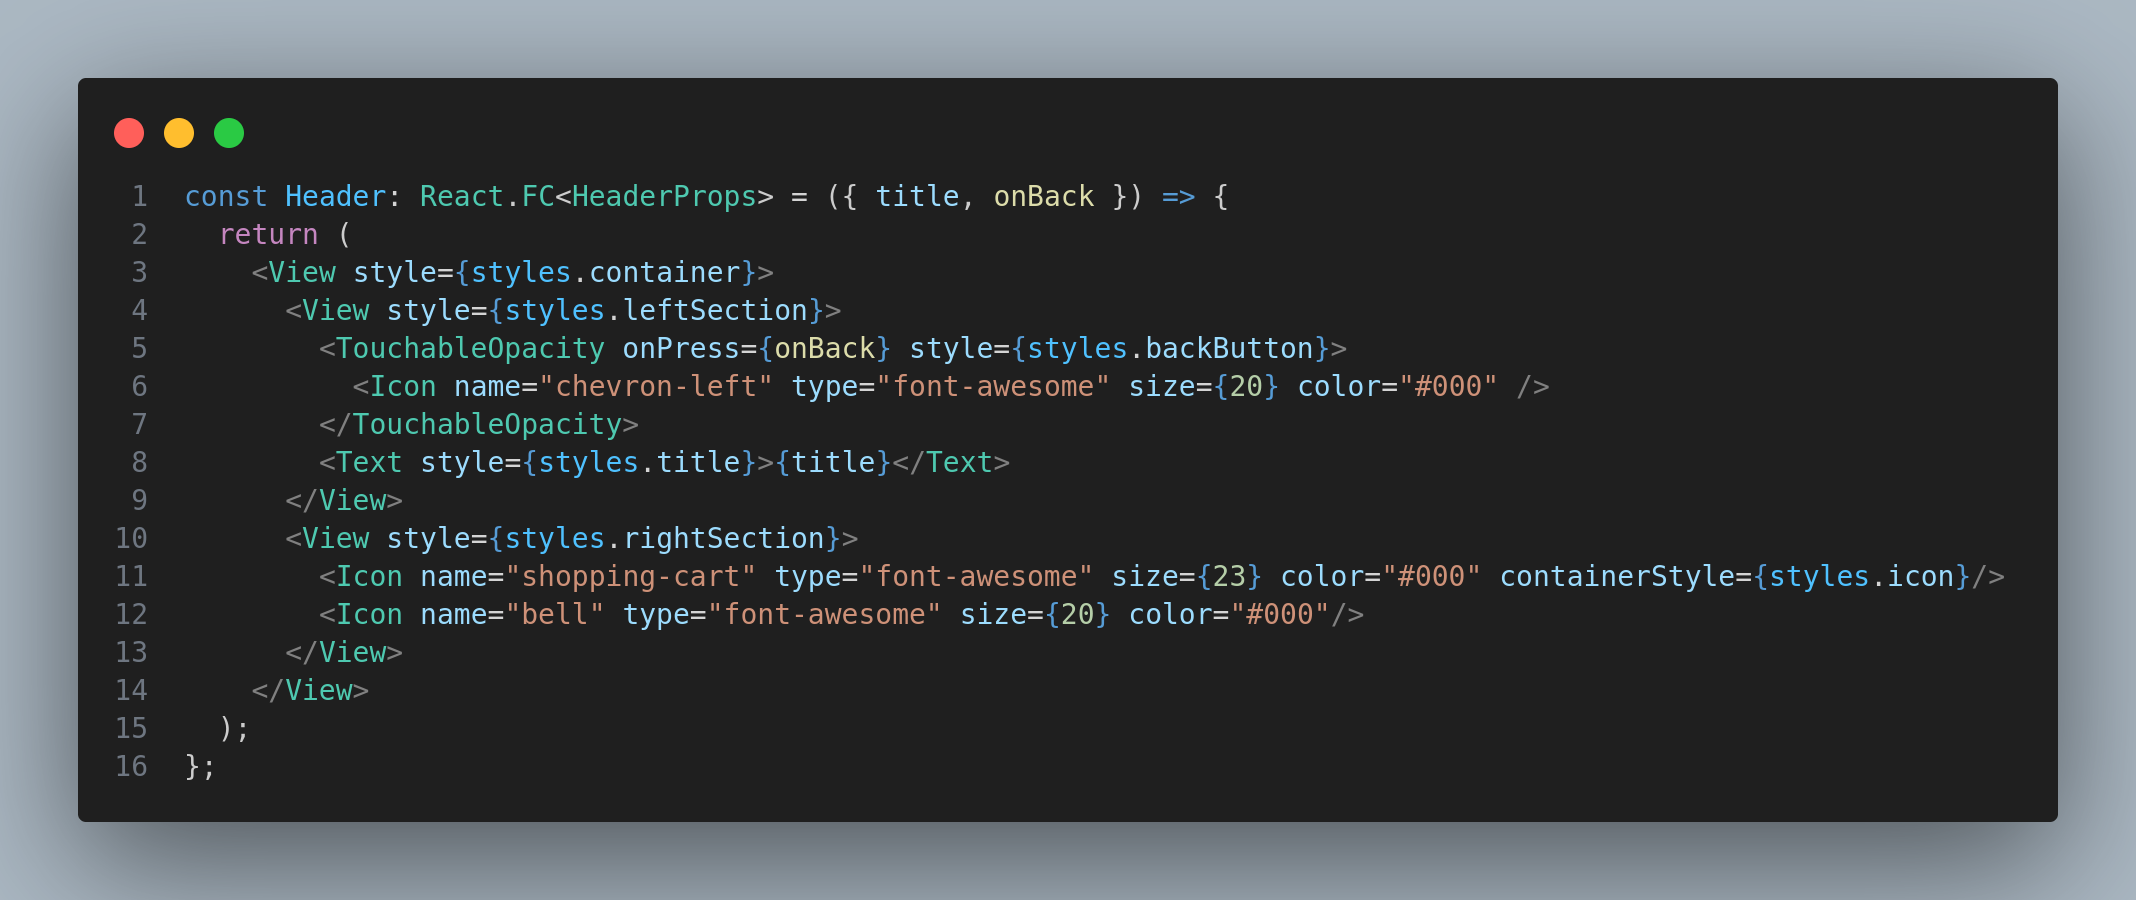 1 const Header: React.FC<HeaderProps> = ({ title, onBack }) => {
2   return (
3     <View style={styles.container}>
4       <View style={styles.leftSection}>
5         <TouchableOpacity onPress={onBack} style={styles.backButton}>
6           <Icon name="chevron-left" type="font-awesome" size={20} color="#000" />
7         </TouchableOpacity>
8         <Text style={styles.title}>{title}</Text>
9       </View>
10       <View style={styles.rightSection}>
11         <Icon name="shopping-cart" type="font-awesome" size={23} color="#000" containerStyle={styles.icon}/>
12         <Icon name="bell" type="font-awesome" size={20} color="#000"/>
13       </View>
14     </View>
15   );
16 };